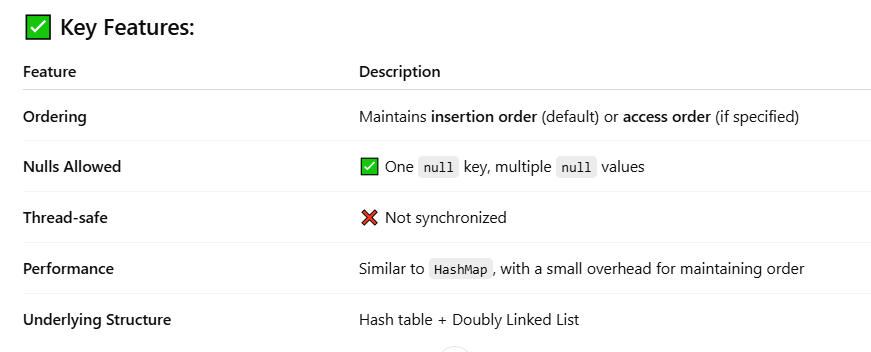 ✅ Key Features:
Feature Description
Ordering Maintains insertion order (default) or access order (if specified)
Nulls Allowed ✅ One null key, multiple null values
Thread-safe ❌ Not synchronized
Performance Similar to HashMap, with a small overhead for maintaining order
Underlying Structure Hash table + Doubly Linked List